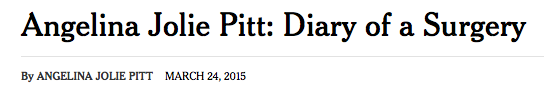 Angelina Jolie Pitt: Diary of a Surgery
By ANGELINA JOLIE PITT MARCH 24, 2015